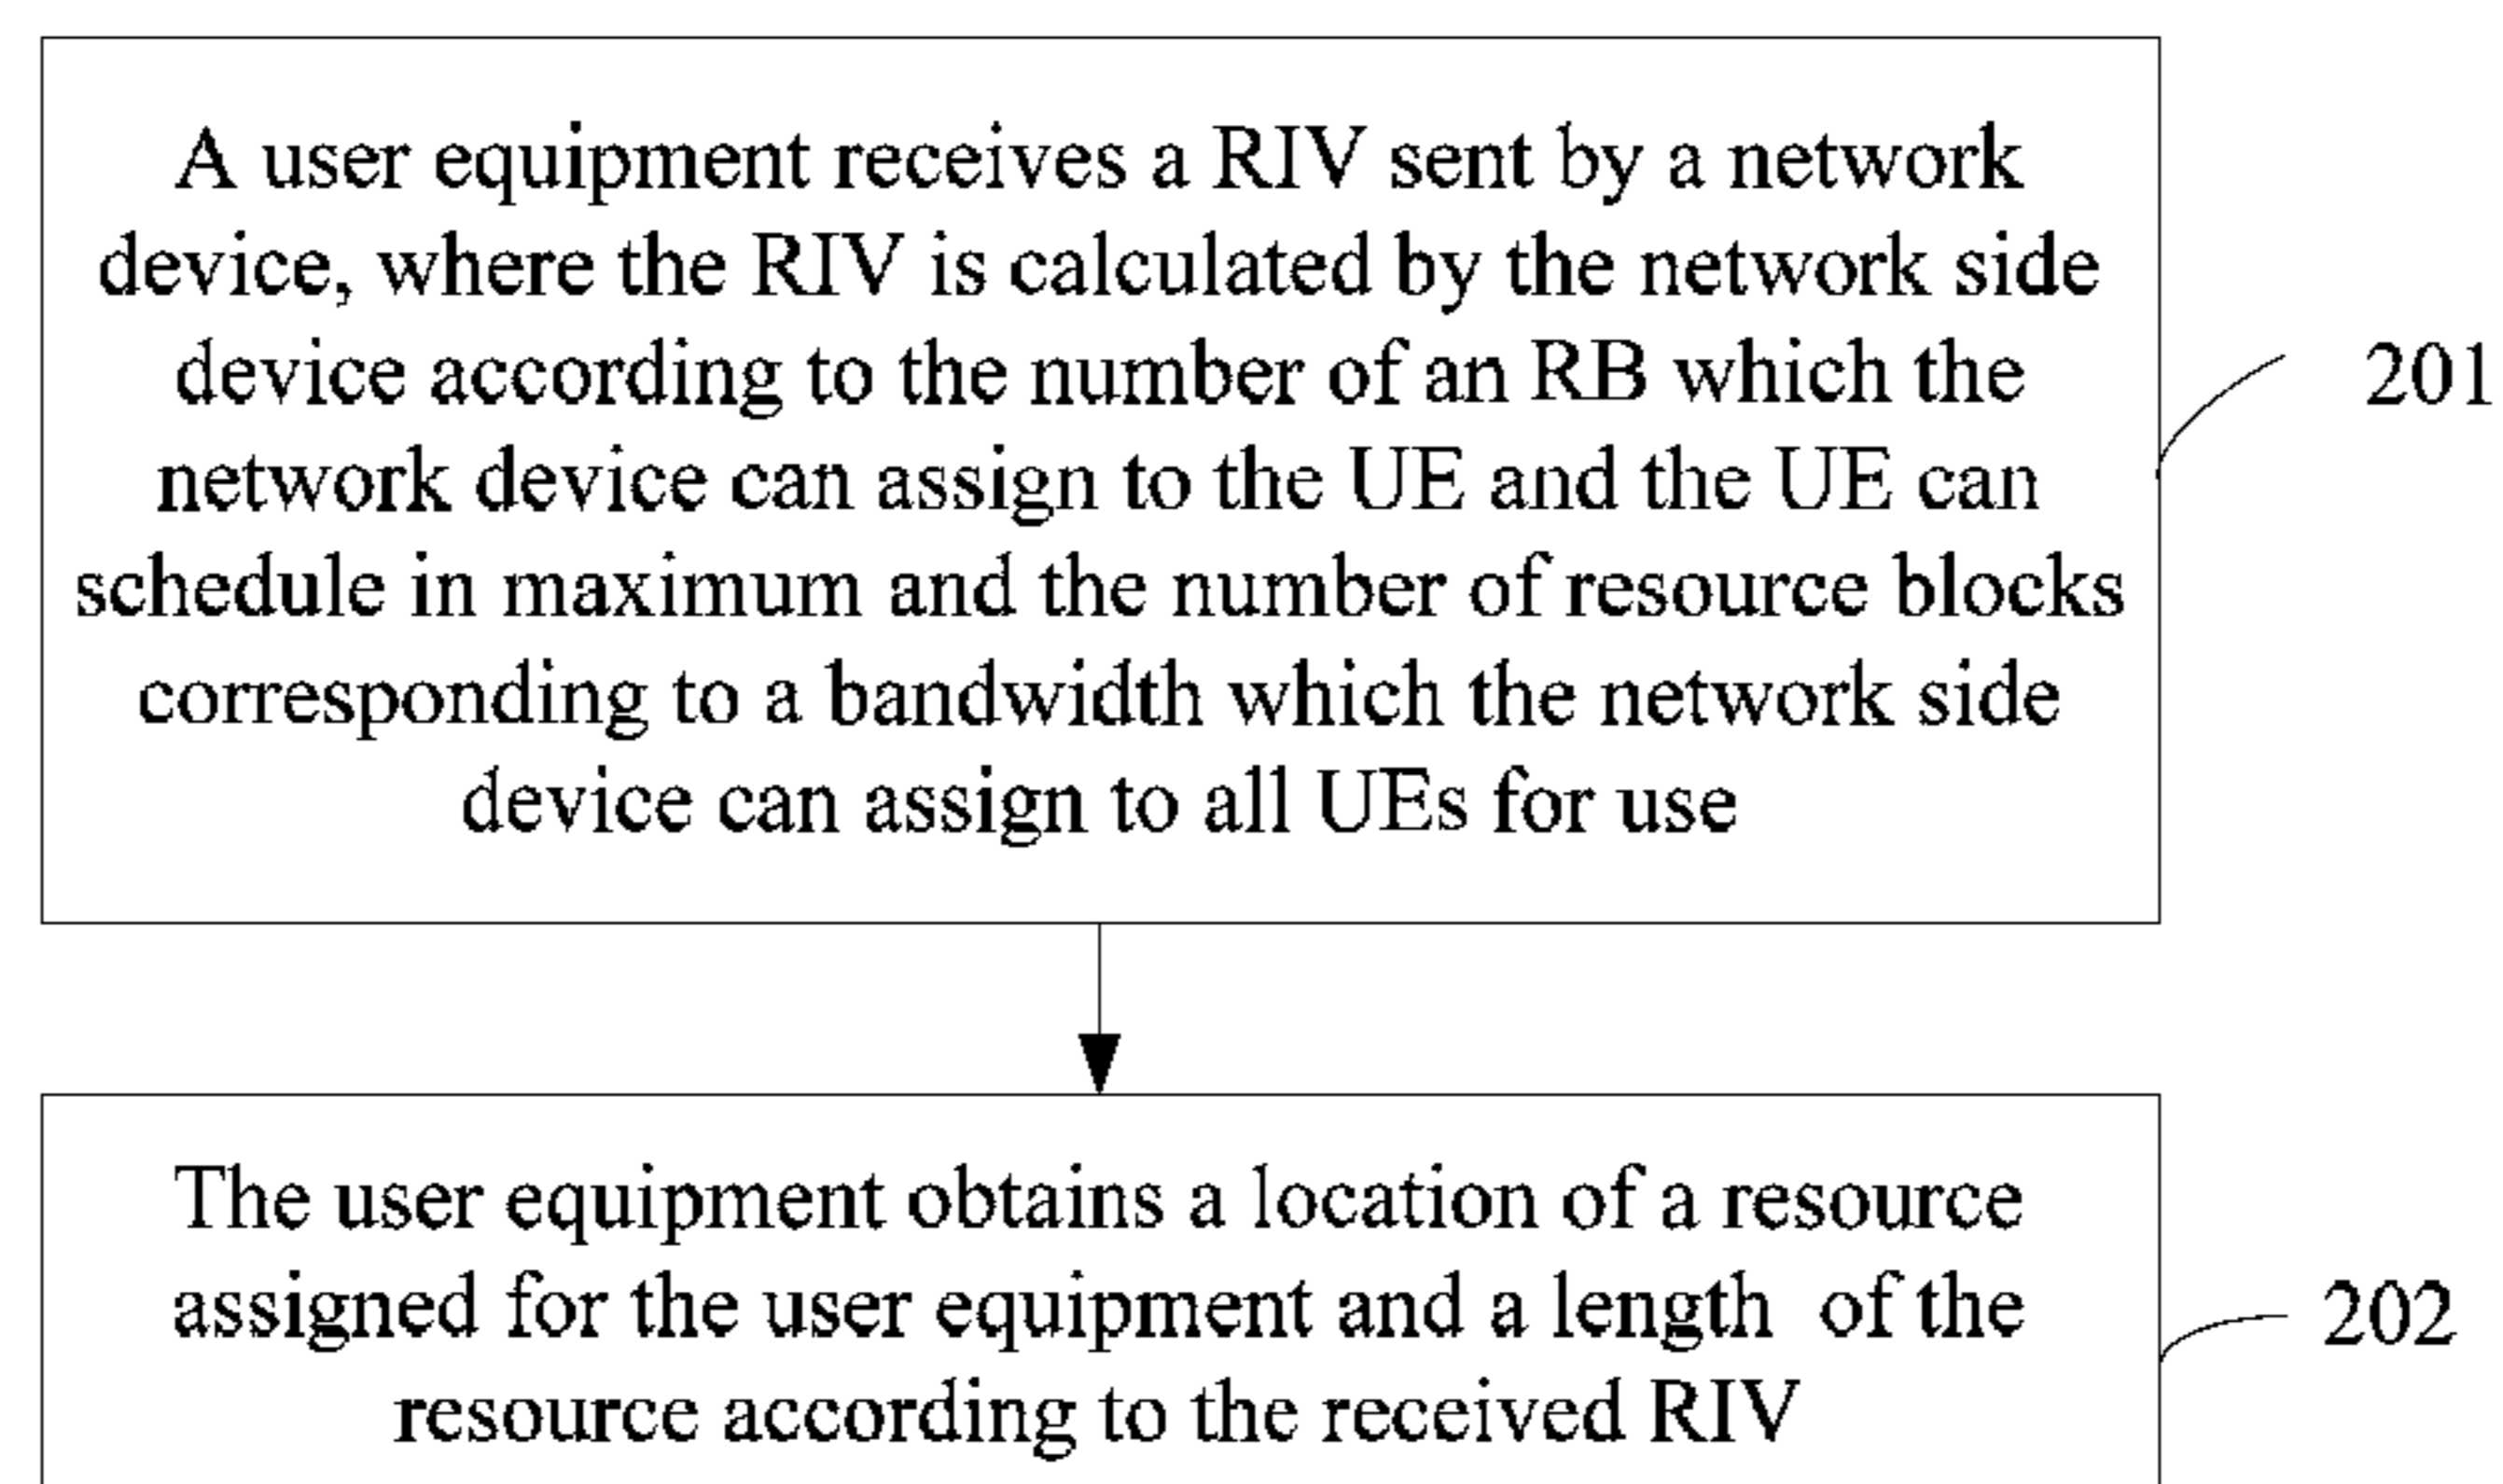 A user equipment receives a RIV sent by a network
device, where the RIV is calculated by the network side
device according to the number of an RB which the
network device can assign to the UE and the UE can
schedule in maximum and the number of resource blocks
corresponding to a bandwidth which the network side
device can assign to all UEs for use
201
The user equipment obtains a location of a resource
assigned for the user equipment and a length of the
resource according to the received RIV
202